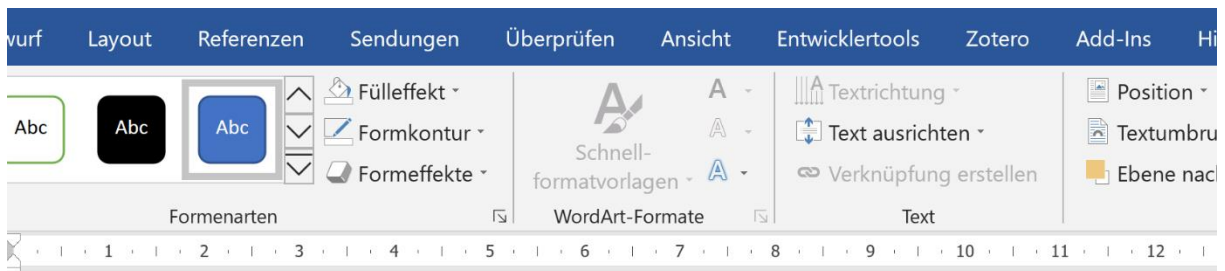 wurf Layout Referenzen Sendungen Überprüfen Ansicht Entwicklertools Zotero Add-Ins Hi
Abc Abc Abc
Fülleffekt
Formkontur
Formeffekte
Formenarten
Schnell-
formatvorlagen
A
A
A
WordArt-Formate
Textrichtung
Text ausrichten
Verknüpfung erstellen
Text
Position
Textumbru
Ebene nach
1 2 3 4 5 6 7 8 9 10 11 12